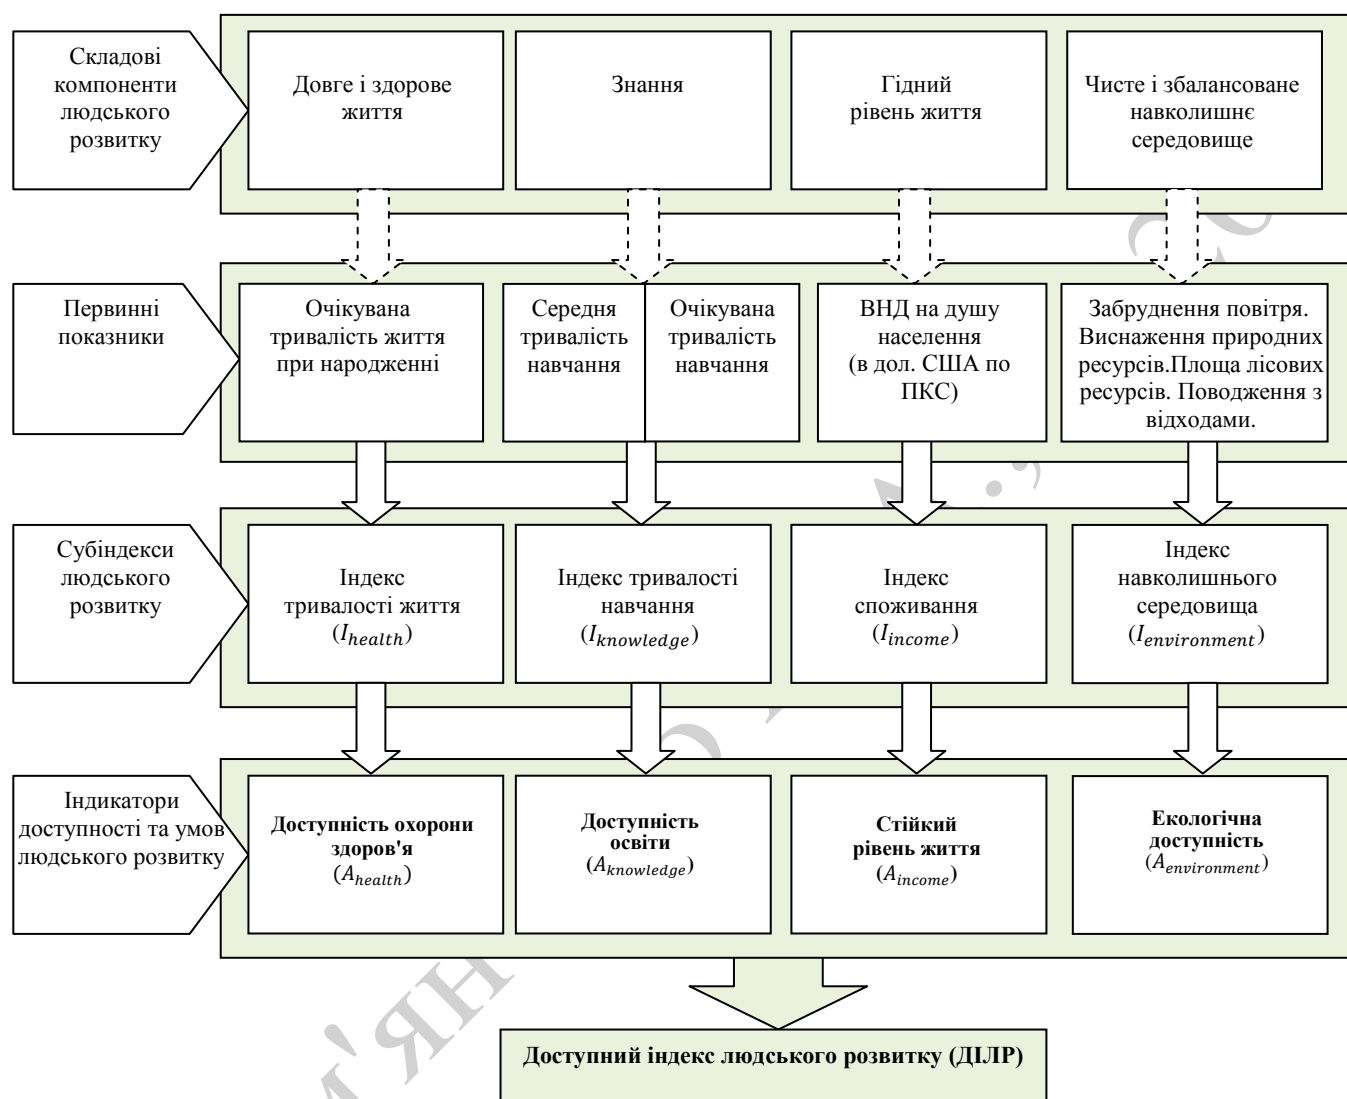 Складові
компоненти
людського
розвитку
Довге і здорове
життя
Знання
Гідний
рівень життя
Чисте і збалансоване
навколишнє
середовище
Первинні
показники
Очікувана
тривалість життя
при народженні
Середня
тривалість
навчання
Очікувана
тривалість
навчання
ВНД на душу
населення
(в дол. США по
ПКС)
Забруднення повітря.
Виснаження природних
ресурсів.Площа лісових
ресурсів. Поводження з
відходами.
Субіндекси
людського
розвитку
Індекс
тривалості життя
(I_health)
Індекс тривалості
навчання
(I_knowledge)
Індекс
споживання
(I_income)
Індекс
навколишнього
середовища
(I_environment)
Індикатори
доступності та умов
людського розвитку
Доступність охорони
здоров'я
(A_health)
Доступність
освіти
(A_knowledge)
Стійкий
рівень життя
(A_income)
Екологічна
доступність
(A_environment)
Доступний індекс людського розвитку (ДІЛР)